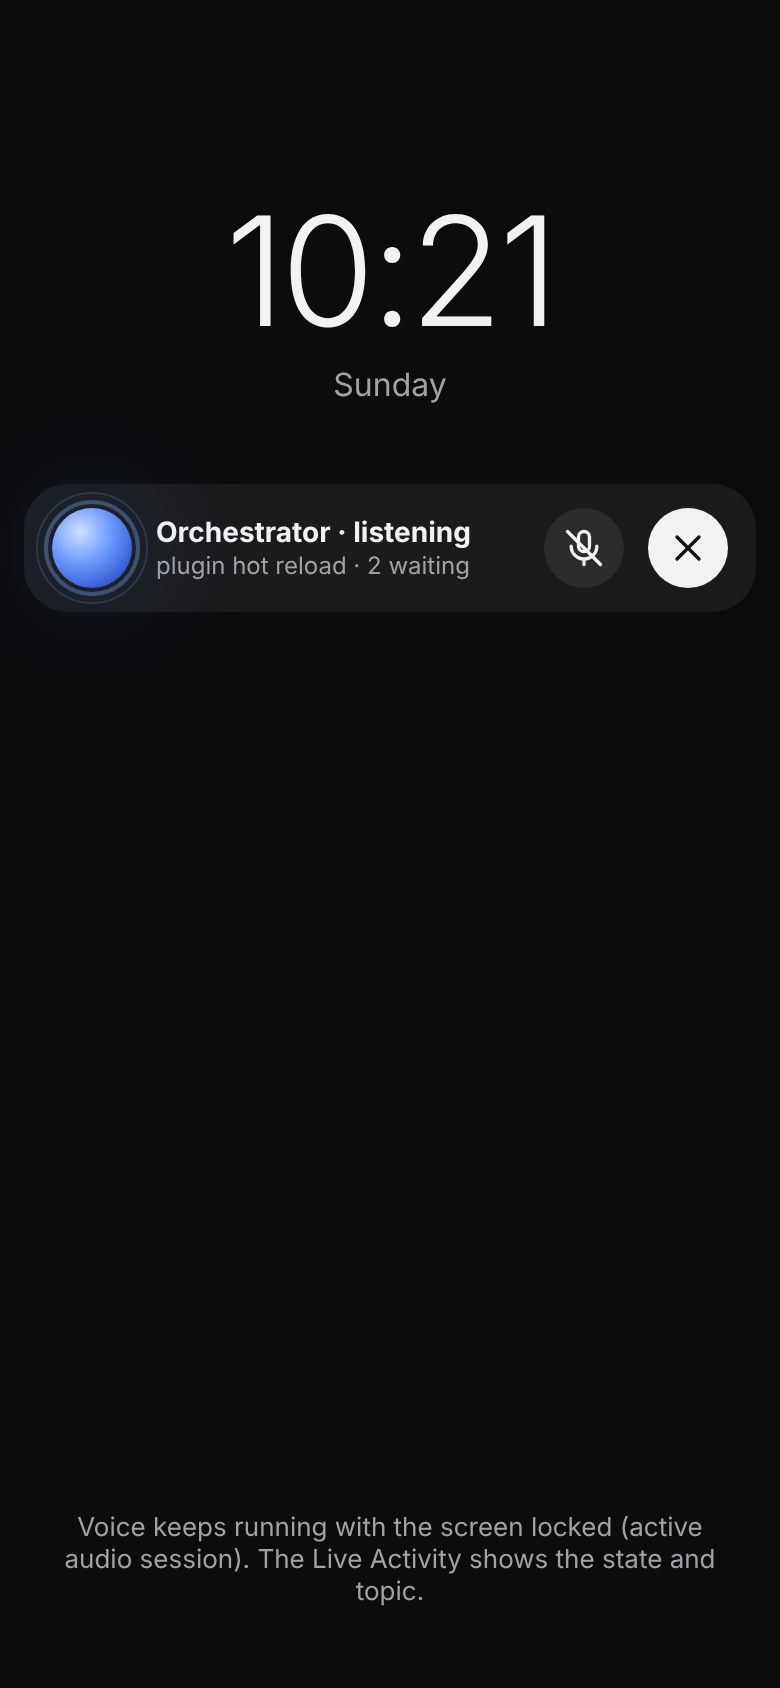 10:21
Sunday
Orchestrator · listening
plugin hot reload · 2 waiting
Voice keeps running with the screen locked (active
audio session). The Live Activity shows the state and
topic.